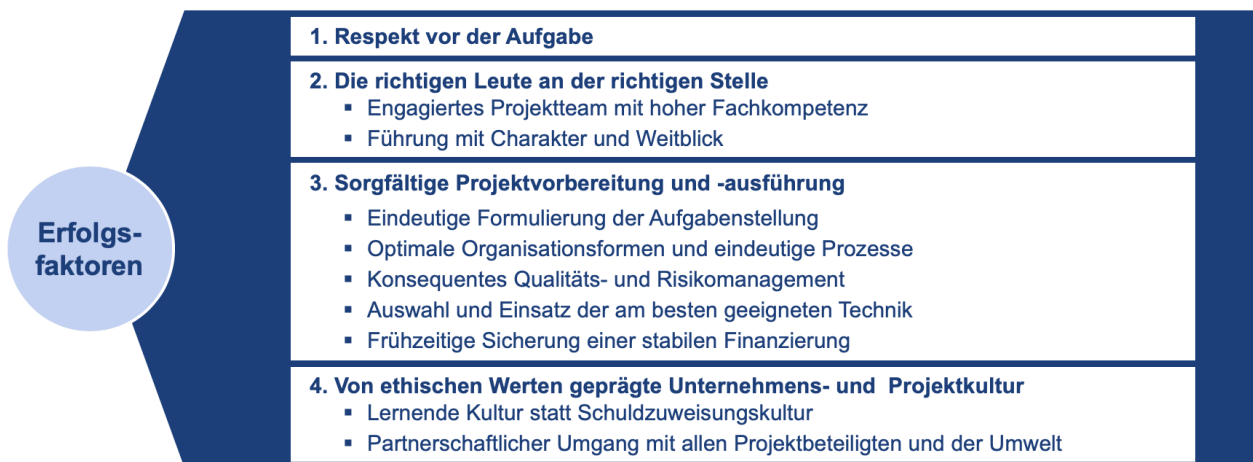 Erfolgs-
faktoren
1. Respekt vor der Aufgabe
2. Die richtigen Leute an der richtigen Stelle
▪ Engagiertes Projektteam mit hoher Fachkompetenz
▪ Führung mit Charakter und Weitblick
3. Sorgfältige Projektvorbereitung und -ausführung
▪ Eindeutige Formulierung der Aufgabenstellung
▪ Optimale Organisationsformen und eindeutige Prozesse
▪ Konsequentes Qualitäts- und Risikomanagement
▪ Auswahl und Einsatz der am besten geeigneten Technik
▪ Frühzeitige Sicherung einer stabilen Finanzierung
4. Von ethischen Werten geprägte Unternehmens- und Projektkultur
▪ Lernende Kultur statt Schuldzuweisungskultur
▪ Partnerschaftlicher Umgang mit allen Projektbeteiligten und der Umwelt